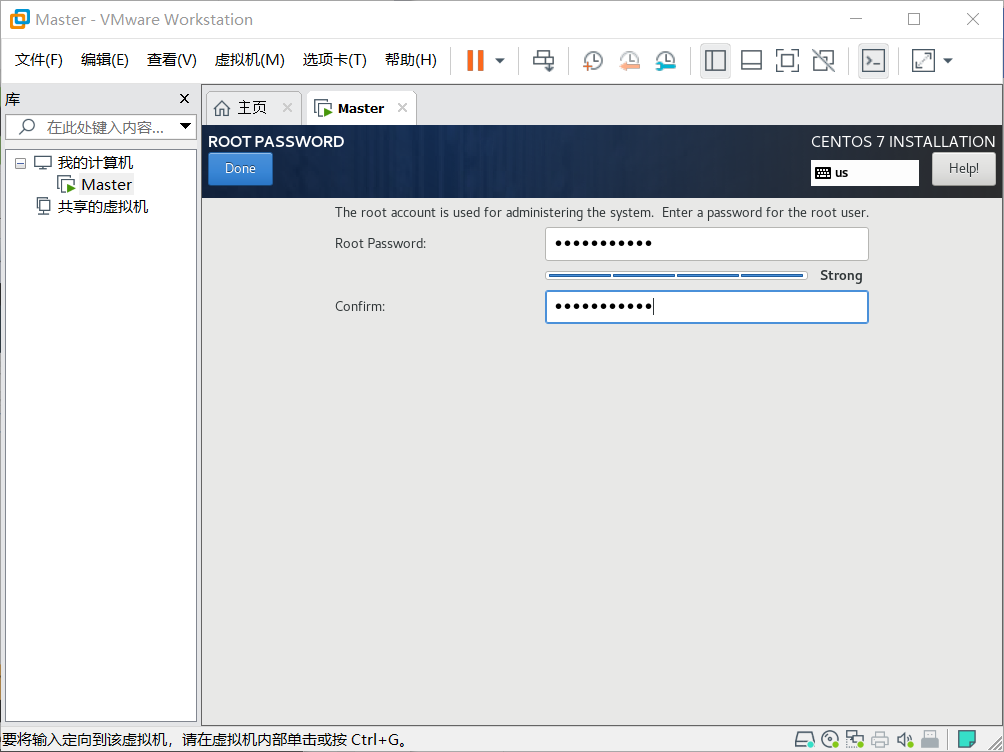 Master - VMware Workstation
文件(F) 编辑(E) 查看(V) 虚拟机(M) 选项卡(T) 帮助(H)
库
在此处键入内容...
我的计算机
Master
共享的虚拟机
主页 Master
ROOT PASSWORD
Done
CENTOS 7 INSTALLATION
us
Help!
The root account is used for administering the system. Enter a password for the root user.
Root Password: •••••••••••
Strong
Confirm: •••••••••••
要将输入定向到该虚拟机，请在虚拟机内部单击或按 Ctrl+G。